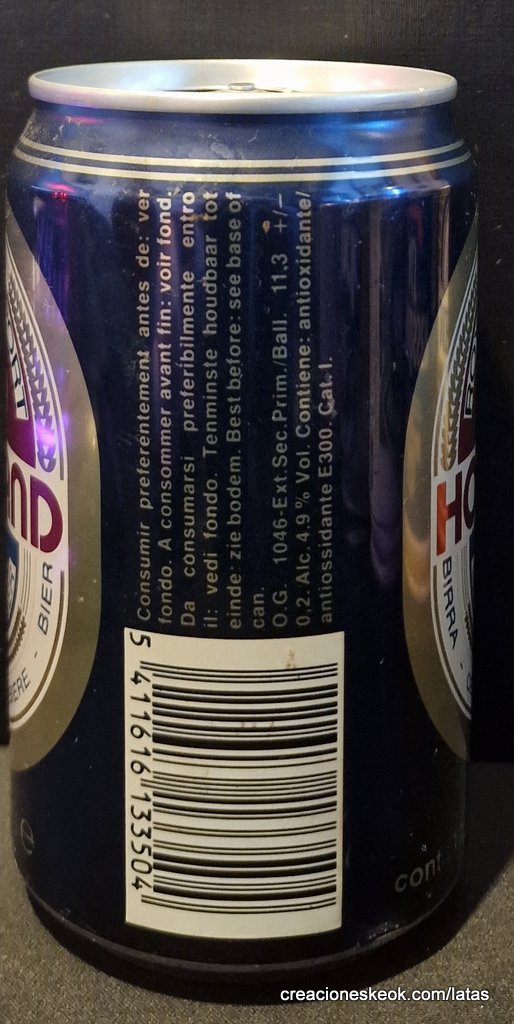 Consumir preferentement antes de: ver
fondo. A consommer avant fin: voir fond.
Da consumarsi preferibilmente entro
il: vedi fondo. Tenminste houdbaar tot
einde: zie bodem. Best before: see base of
can.
O.G. 1046-Ext.Sec.Prim./Ball. 11,3 +/-
0,2. Alc. 4.9 % Vol. Contiene: antioxidante/
antiossidante E300. Cat. I.
5 411616 133504
BIER
BIRRA
cont
creacioneskeok.com/latas